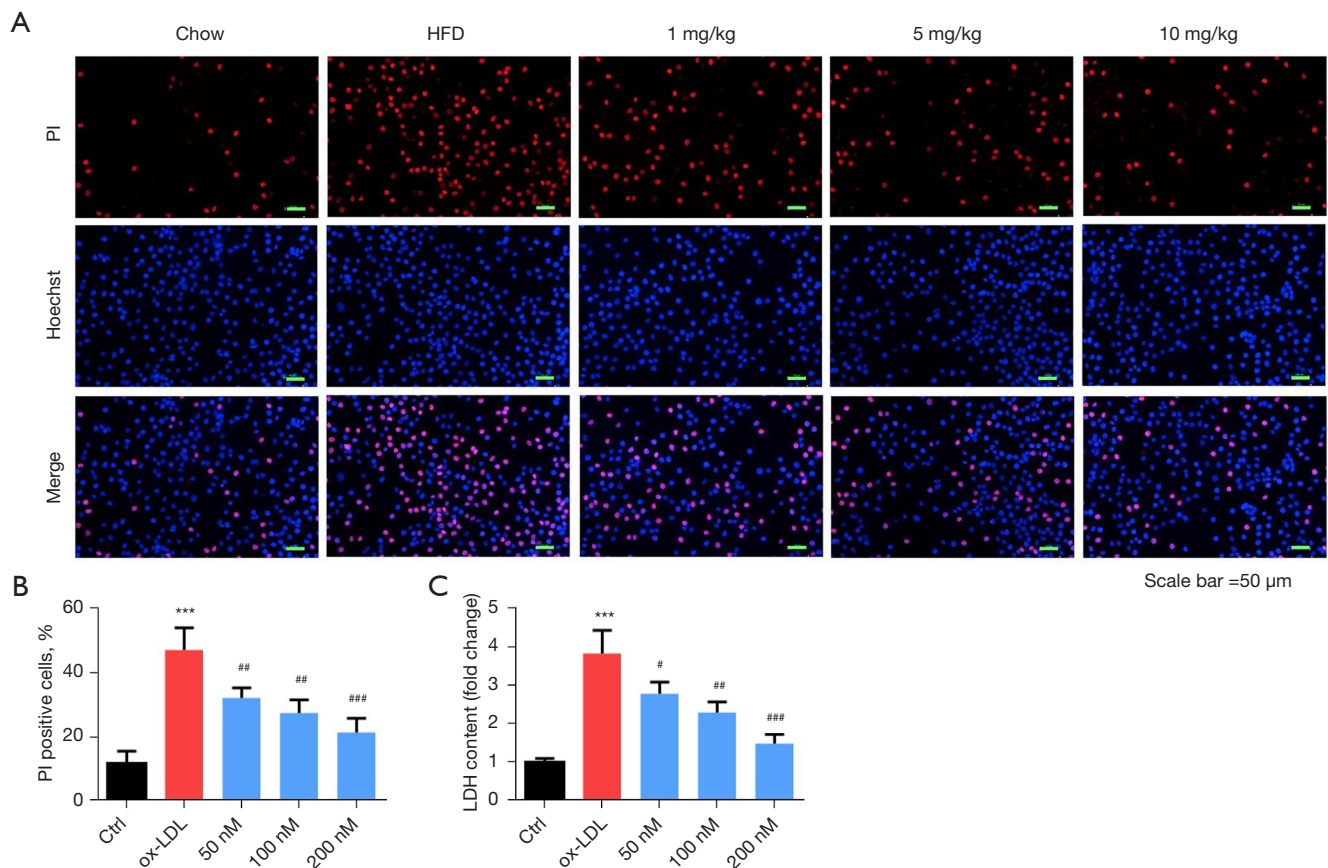 A
Chow HFD 1 mg/kg 5 mg/kg 10 mg/kg
PI
Hoechst
Merge
Scale bar =50 μm
B
PI positive cells, %
60
40
20
0
***
##
##
###
Ctrl
ox-LDL
50 nM
100 nM
200 nM
C
LDH content (fold change)
5
4
3
2
1
0
***
#
##
###
Ctrl
ox-LDL
50 nM
100 nM
200 nM